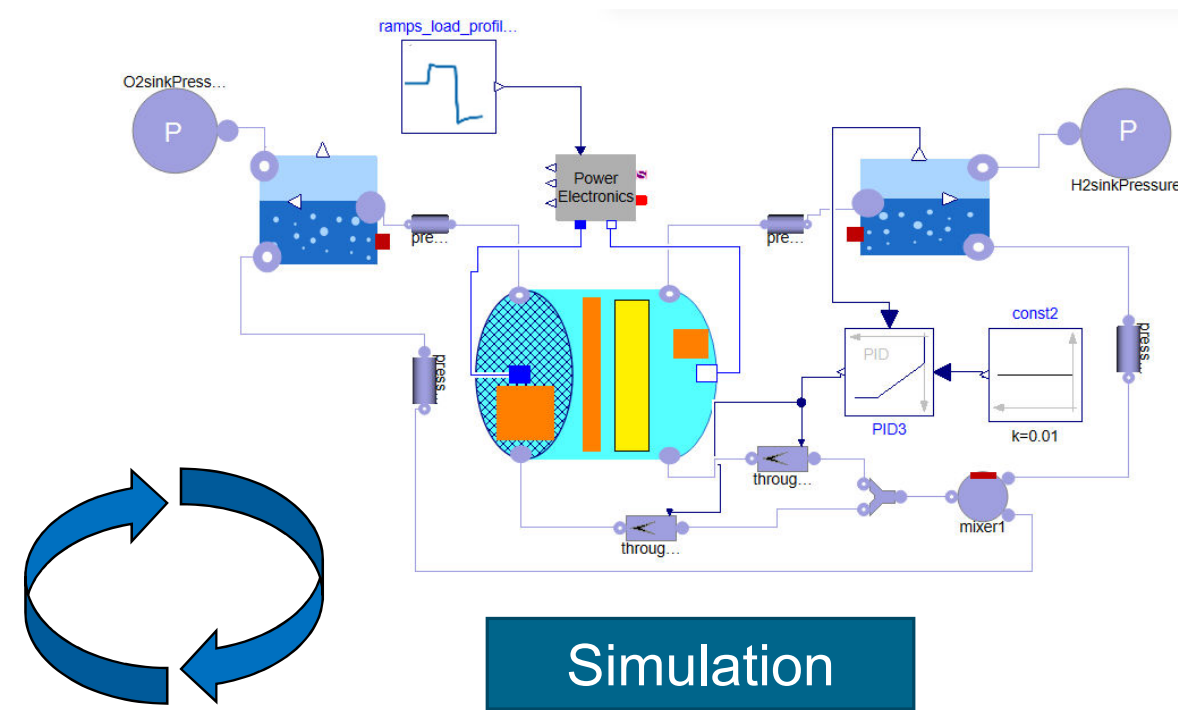 ramps_load_profil...
O2sinkPress...
P
Power
Electronics
s
P
H2sinkPressure
pre...
pre...
const2
PID
press...
press...
PID3
k=0.01
throug...
mixer1
throug...
Simulation